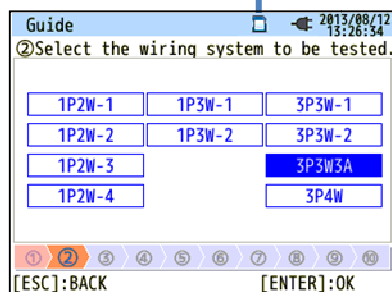 Guide 2013/08/12
13:26:34
②Select the wiring system to be tested.
1P2W-1 1P3W-1 3P3W-1
1P2W-2 1P3W-2 3P3W-2
1P2W-3 3P3W3A
1P2W-4 3P4W
① ② ③ ④ ⑤ ⑥ ⑦ ⑧ ⑨ ⑩
[ESC]:BACK [ENTER]:OK